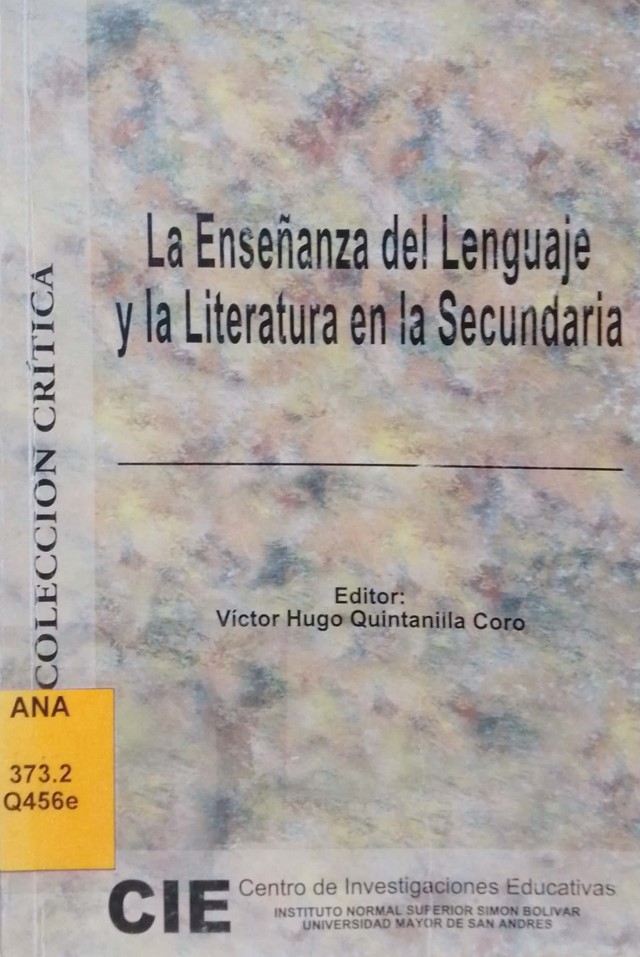 La Enseñanza del Lenguaje
y la Literatura en la Secundaria
Editor:
Víctor Hugo Quintanilla Coro
COLECCION CRÍTICA
ANA
373.2
Q456e
CIE
Centro de Investigaciones Educativas
INSTITUTO NORMAL SUPERIOR SIMON BOLIVAR
UNIVERSIDAD MAYOR DE SAN ANDRES